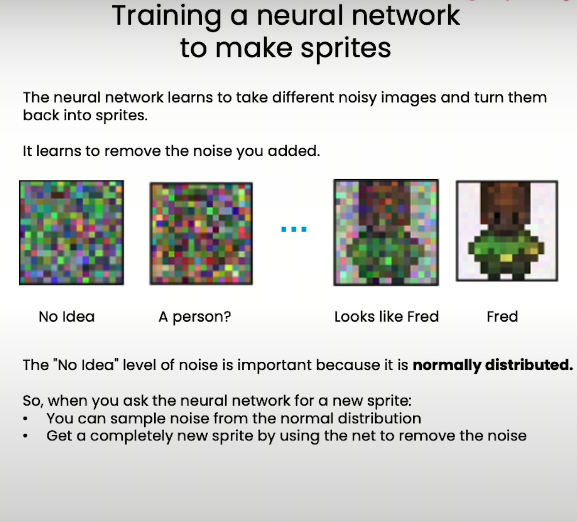 Training a neural network
to make sprites
The neural network learns to take different noisy images and turn them
back into sprites.
It learns to remove the noise you added.
...
No Idea A person? Looks like Fred Fred
The "No Idea" level of noise is important because it is normally distributed.
So, when you ask the neural network for a new sprite:
• You can sample noise from the normal distribution
• Get a completely new sprite by using the net to remove the noise